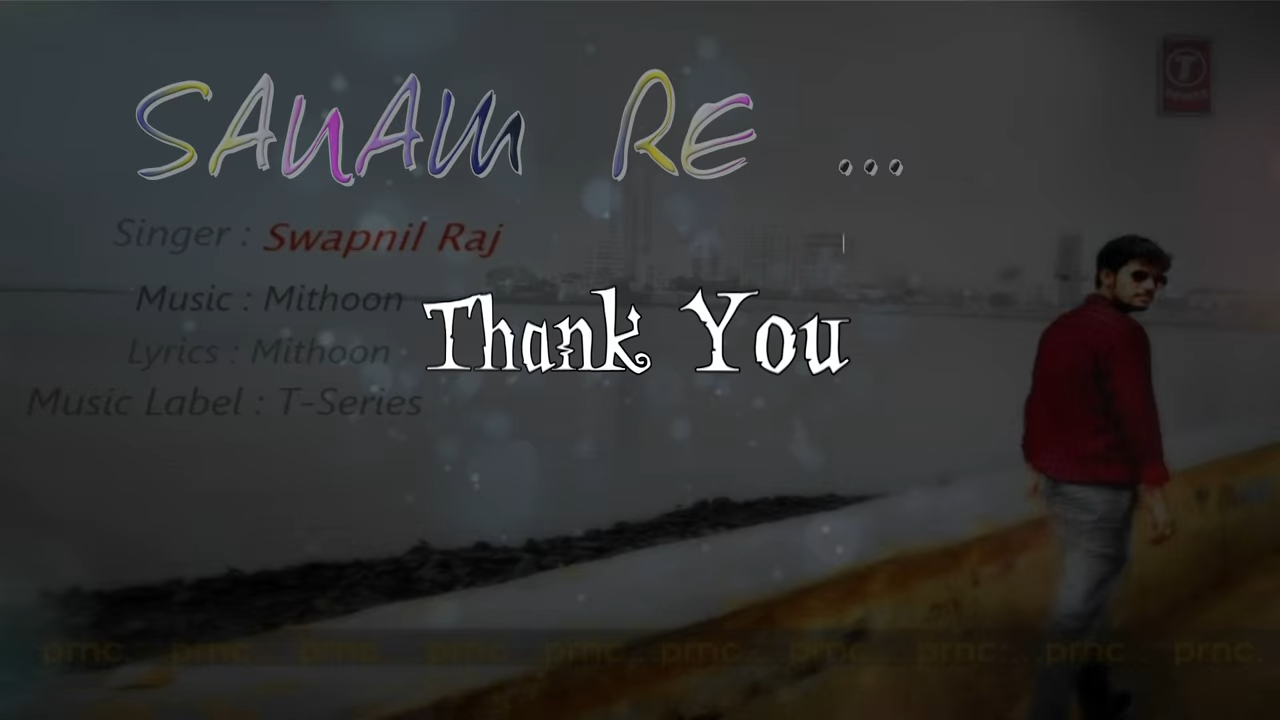 SANAM RE ...
Singer : Swapnil Raj
Music : Mithoon
Thank You
Lyrics : Mithoon
Music Label : T-Series
T
prnc. prnc. prnc. prnc. prnc. prnc. prnc. prnc. prnc. prnc.